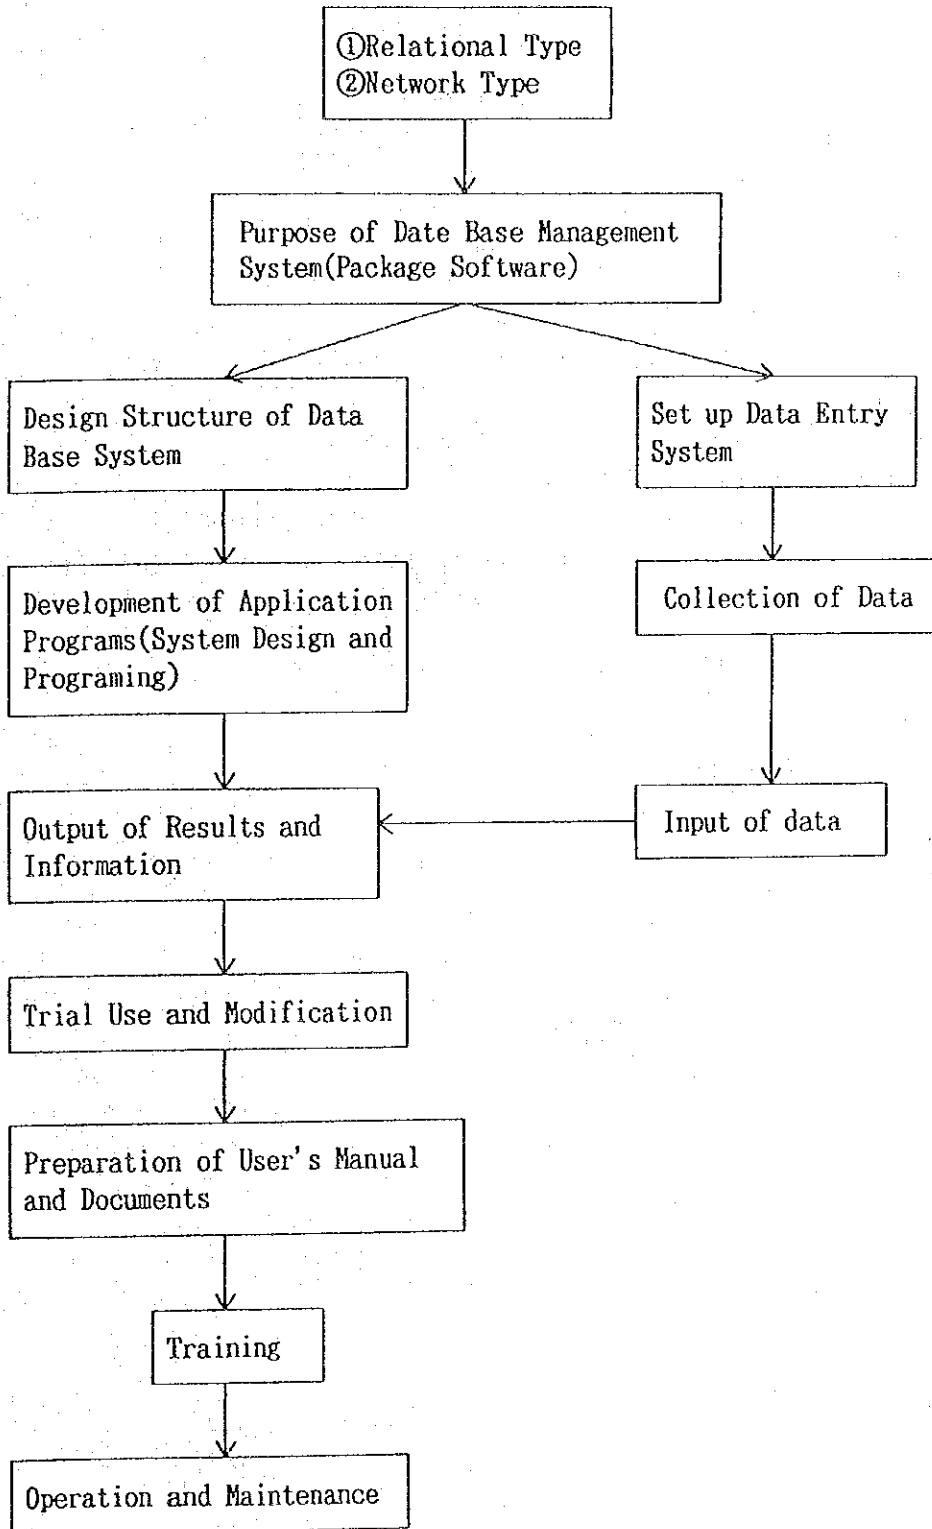 ①Relational Type
②Network Type
Purpose of Date Base Management
System(Package Software)
Design Structure of Data
Base System
Set up Data Entry
System
Development of Application
Programs(System Design and
Programing)
Collection of Data
Output of Results and
Information
Input of data
Trial Use and Modification
Preparation of User's Manual
and Documents
Training
Operation and Maintenance